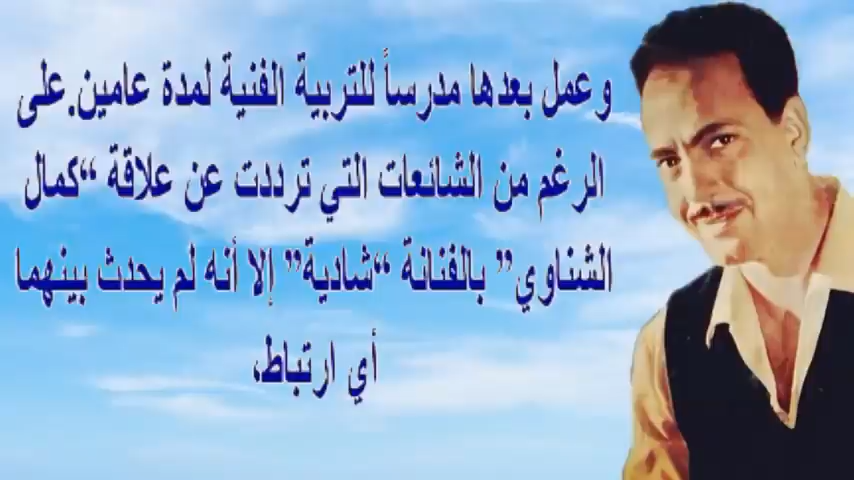 وعمل بعدها مدرساً للتربية الفنية لمدة عامين.على
الرغم من الشائعات التي ترددت عن علاقة “كمال
الشناوي” بالفنانة “شادية” إلا أنه لم يحدث بينهما
أي ارتباط،